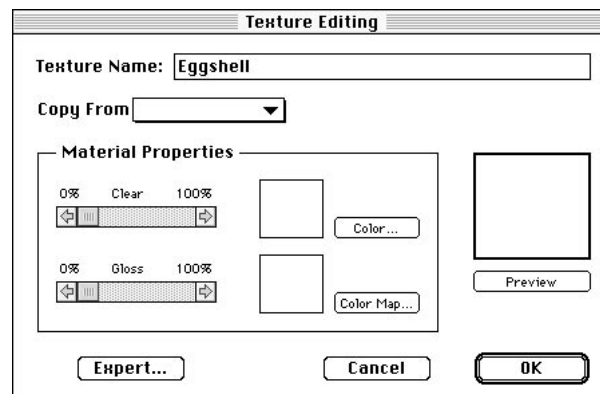 Texture Editing
Texture Name: Eggshell
Copy From
Material Properties
0% Clear 100%
Color...
0% Gloss 100%
Color Map...
Preview
Expert... Cancel OK